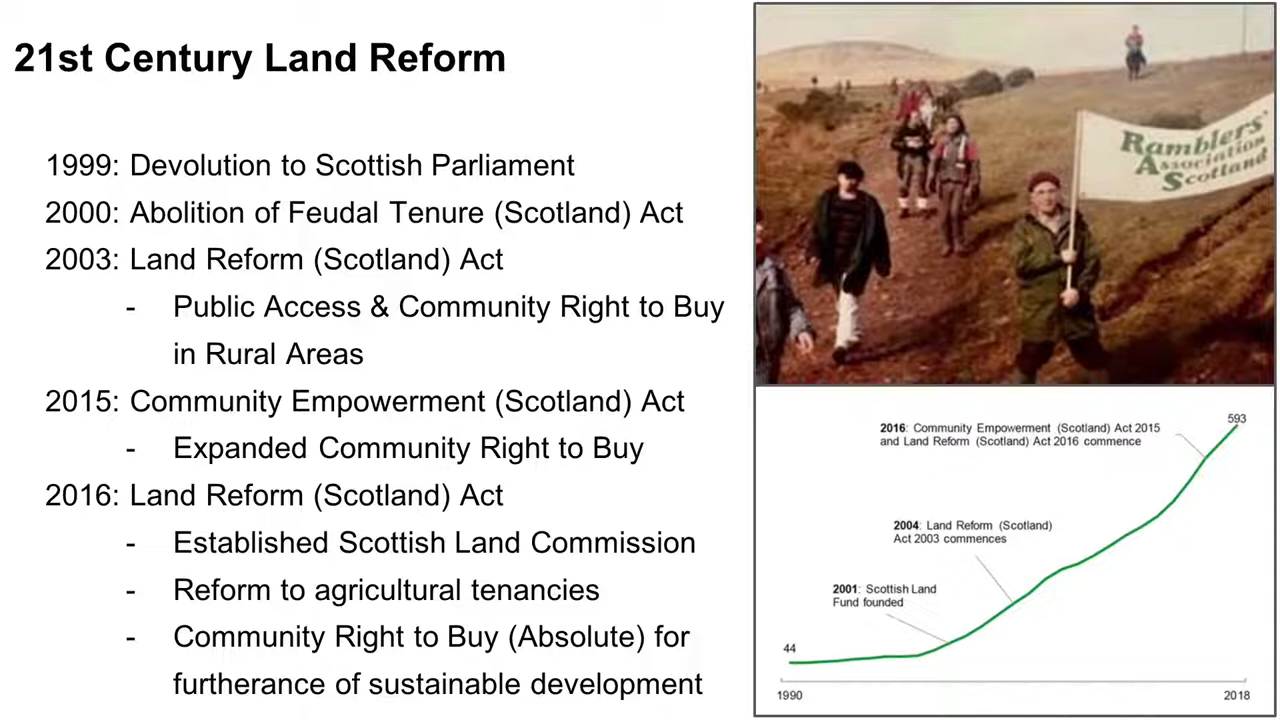 21st Century Land Reform
1999: Devolution to Scottish Parliament
2000: Abolition of Feudal Tenure (Scotland) Act
2003: Land Reform (Scotland) Act
- Public Access & Community Right to Buy
in Rural Areas
2015: Community Empowerment (Scotland) Act
- Expanded Community Right to Buy
2016: Land Reform (Scotland) Act
- Established Scottish Land Commission
- Reform to agricultural tenancies
- Community Right to Buy (Absolute) for
furtherance of sustainable development
Ramblers'
Association
Scotland
593
2016: Community Empowerment (Scotland) Act 2015
and Land Reform (Scotland) Act 2016 commence
2004: Land Reform (Scotland)
Act 2003 commences
2001: Scottish Land
Fund founded
44
1990
2018